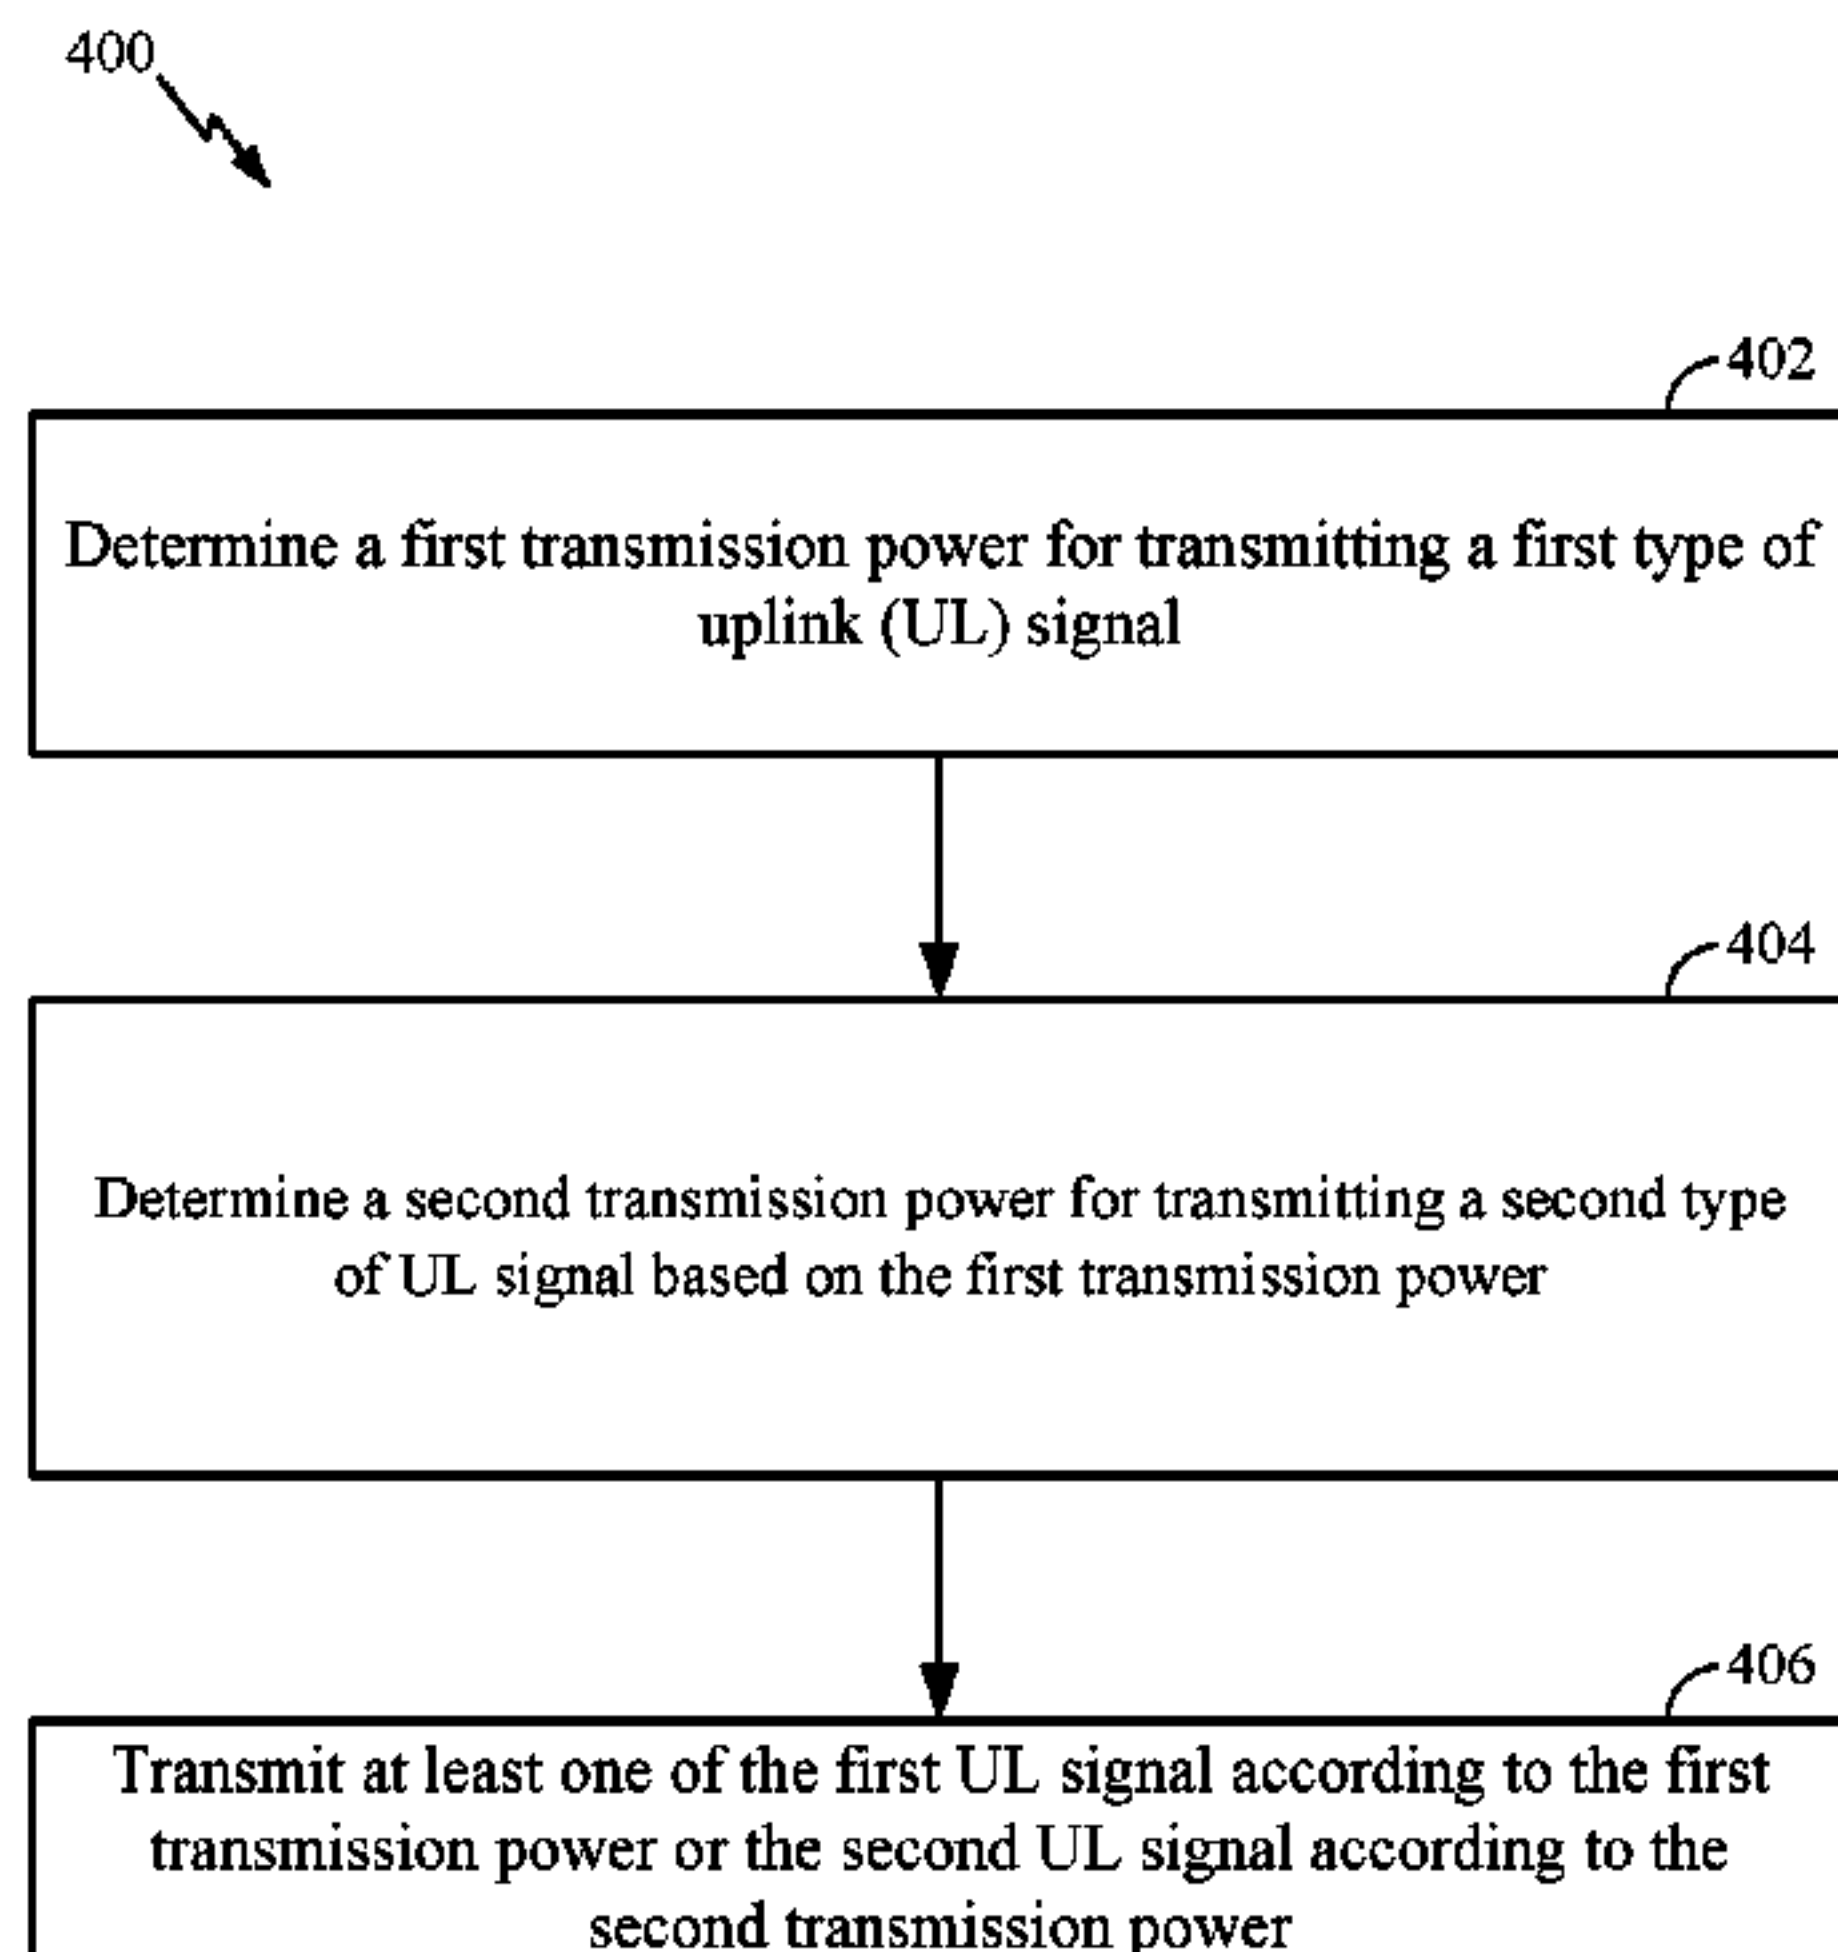 400
402
Determine a first transmission power for transmitting a first type of
uplink (UL) signal
404
Determine a second transmission power for transmitting a second type
of UL signal based on the first transmission power
406
Transmit at least one of the first UL signal according to the first
transmission power or the second UL signal according to the
second transmission power